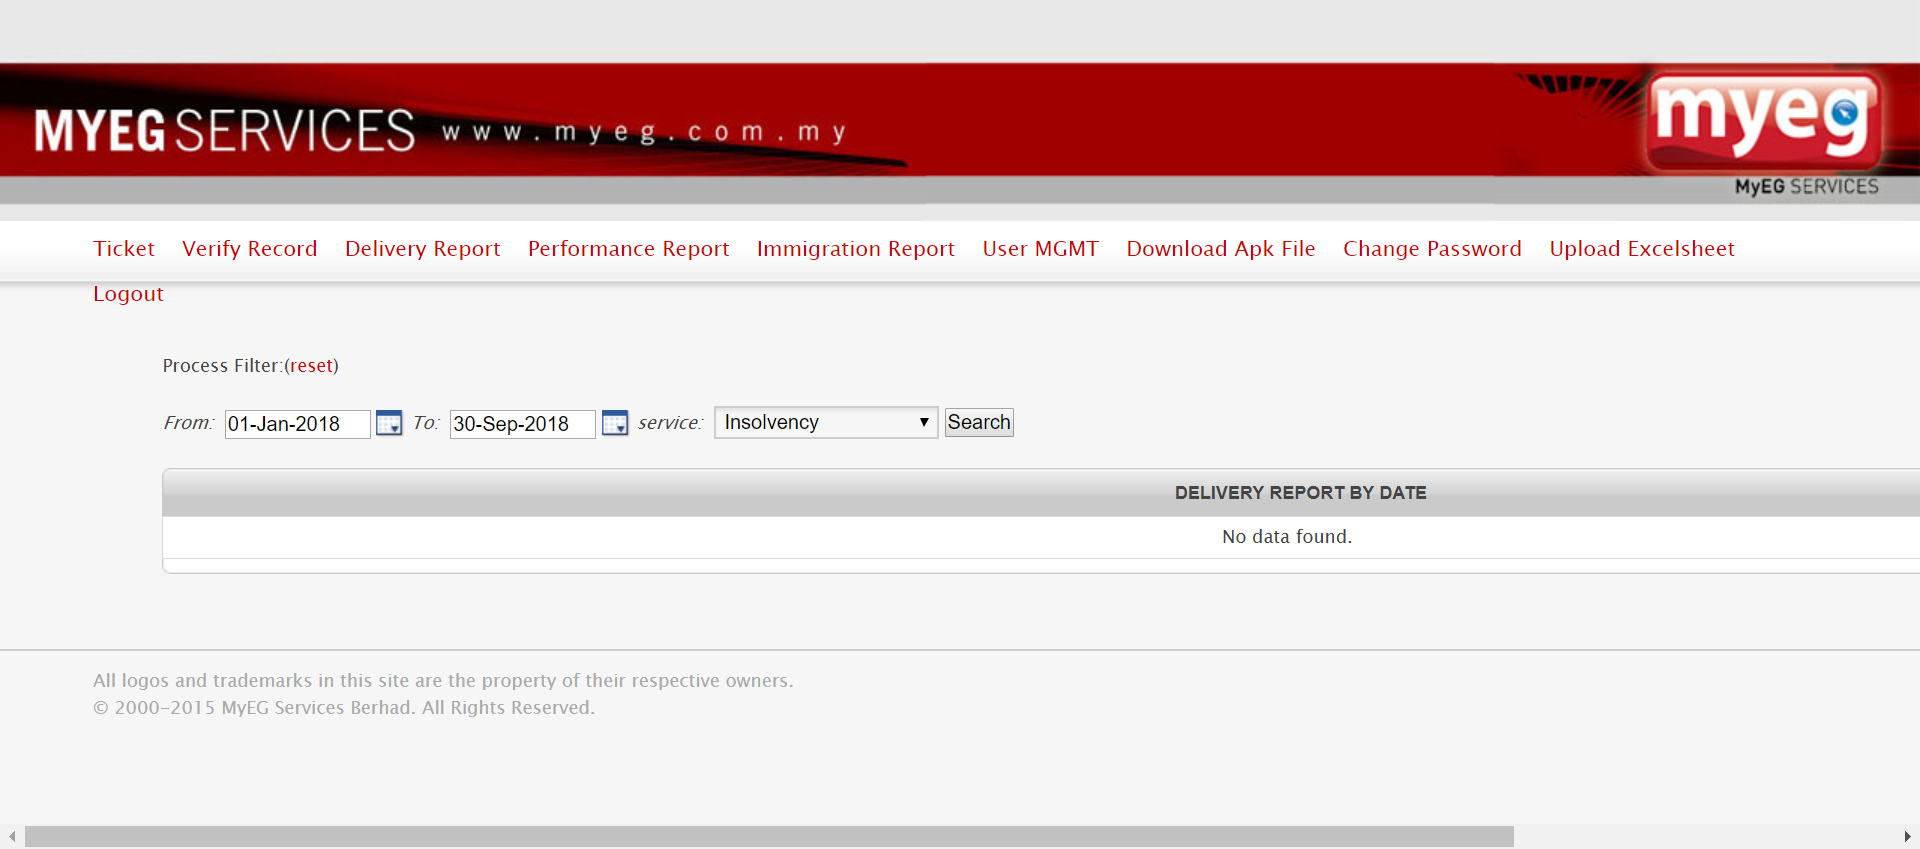 MYEG SERVICES www.myeg.com.my
myeg
MyEG SERVICES
Ticket Verify Record Delivery Report Performance Report Immigration Report User MGMT Download Apk File Change Password Upload Excelsheet
Logout
Process Filter:(reset)
From: 01-Jan-2018 To: 30-Sep-2018 service: Insolvency Search
DELIVERY REPORT BY DATE
No data found.
All logos and trademarks in this site are the property of their respective owners.
© 2000-2015 MyEG Services Berhad. All Rights Reserved.